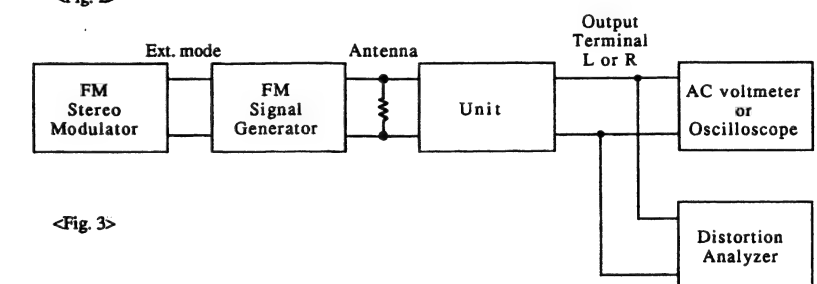 <Fig. 2>
Output
Terminal
L or R
Ext. mode
Antenna
FM
Stereo
Modulator
FM
Signal
Generator
Unit
AC voltmeter
or
Oscilloscope
<Fig. 3>
Distortion
Analyzer